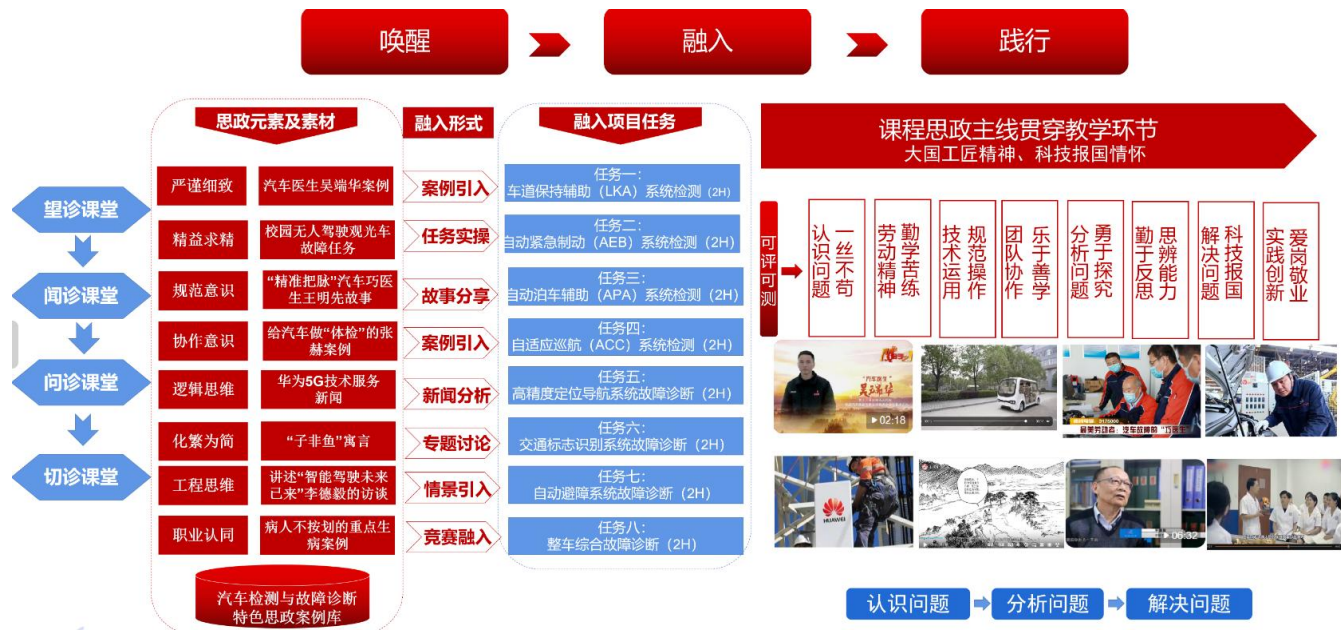 唤醒
融入
践行
思政元素及素材
融入形式
融入项目任务
课程思政主线贯穿教学环节
大国工匠精神、科技报国情怀
望诊课堂
闻诊课堂
问诊课堂
切诊课堂
严谨细致
汽车医生吴端华案例
案例引入
任务一：
车道保持辅助（LKA）系统检测（2H）
精益求精
校园无人驾驶观光车
故障任务
任务实操
任务二：
自动紧急制动（AEB）系统检测（2H）
规范意识
“精准把脉”汽车巧医
生王明先故事
故事分享
任务三：
自动泊车辅助（APA）系统检测（2H）
协作意识
给汽车做“体检”的张
赫案例
案例引入
任务四：
自适应巡航（ACC）系统检测（2H）
逻辑思维
华为5G技术服务
新闻
新闻分析
任务五：
高精度定位导航系统故障诊断（2H）
化繁为简
“子非鱼”寓言
专题讨论
任务六：
交通标志识别系统故障诊断（2H）
工程思维
讲述“智能驾驶未来
已来”李德毅的访谈
情景引入
任务七：
自动避障系统故障诊断（2H）
职业认同
病人不按划的重点生
病案例
竞赛融入
任务八：
整车综合故障诊断（2H）
汽车检测与故障诊断
特色思政案例库
可评可测
一丝不苟
认识问题
勤学苦练
劳动精神
规范操作
技术运用
乐于善学
团队协作
勇于探究
分析问题
思辨能力
勤于反思
科技报国
解决问题
爱岗敬业
实践创新
02:18
HUAWEI
06:32
认识问题
分析问题
解决问题